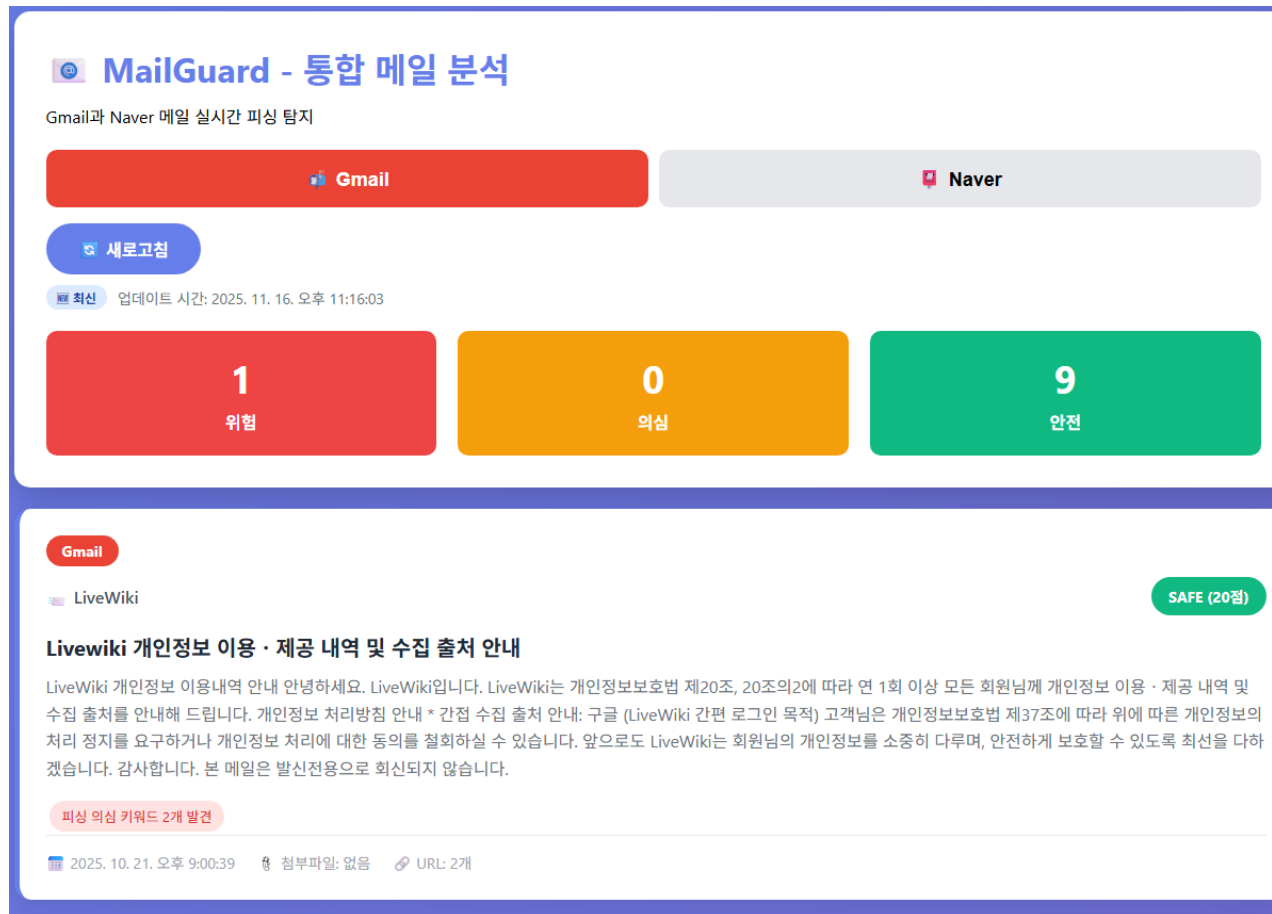 MailGuard - 통합 메일 분석
Gmail과 Naver 메일 실시간 피싱 탐지
Gmail
Naver
새로고침
NEW 최신 업데이트 시간: 2025. 11. 16. 오후 11:16:03
1
위험
0
의심
9
안전
Gmail
LiveWiki
SAFE (20점)
Livewiki 개인정보 이용 · 제공 내역 및 수집 출처 안내
LiveWiki 개인정보 이용내역 안내 안녕하세요. LiveWiki입니다. LiveWiki는 개인정보보호법 제20조, 20조의2에 따라 연 1회 이상 모든 회원님께 개인정보 이용 · 제공 내역 및
수집 출처를 안내해 드립니다. 개인정보 처리방침 안내 * 간접 수집 출처 안내: 구글 (LiveWiki 간편 로그인 목적) 고객님은 개인정보보호법 제37조에 따라 위에 따른 개인정보의
처리 정지를 요구하거나 개인정보 처리에 대한 동의를 철회하실 수 있습니다. 앞으로도 LiveWiki는 회원님의 개인정보를 소중히 다루며, 안전하게 보호할 수 있도록 최선을 다하
겠습니다. 감사합니다. 본 메일은 발신전용으로 회신되지 않습니다.
피싱 의심 키워드 2개 발견
2025. 10. 21. 오후 9:00:39 첨부파일: 없음 URL: 2개